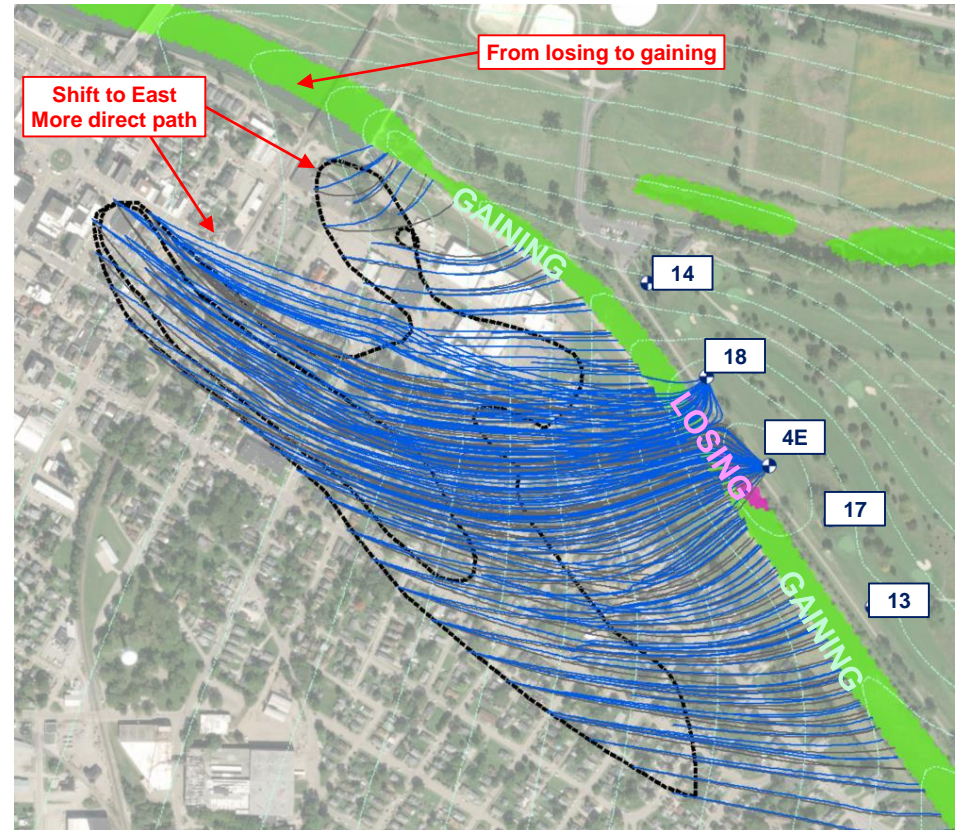 From losing to gaining
Shift to East
More direct path
GAINING
14
18
LOSING
4E
17
13
GAINING